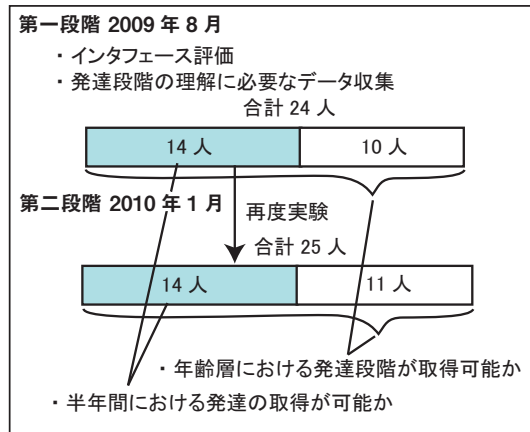 第一段階 2009 年 8 月
・インタフェース評価
・発達段階の理解に必要なデータ収集
合計 24 人
14 人
10 人
第二段階 2010 年 1 月
再度実験
合計 25 人
14 人
11 人
・年齢層における発達段階が取得可能か
・半年間における発達の取得が可能か